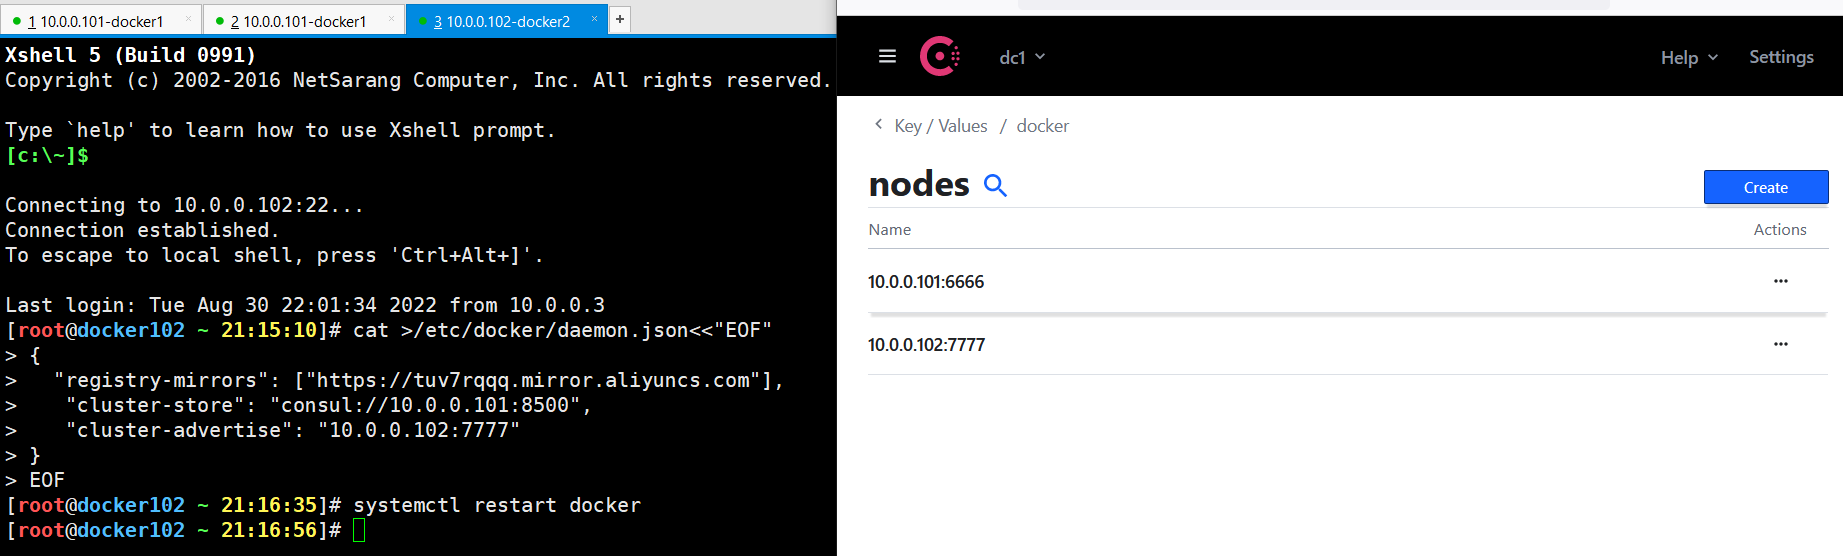 1 10.0.0.101-docker1 × 2 10.0.0.101-docker1 × 3 10.0.0.102-docker2 × +
Xshell 5 (Build 0991)
Copyright (c) 2002-2016 NetSarang Computer, Inc. All rights reserved.
Type `help' to learn how to use Xshell prompt.
[c:\~]$
Connecting to 10.0.0.102:22...
Connection established.
To escape to local shell, press 'Ctrl+Alt+]'.
Last login: Tue Aug 30 22:01:34 2022 from 10.0.0.3
[root@docker102 ~ 21:15:10]# cat >/etc/docker/daemon.json<<"EOF"
> {
>   "registry-mirrors": ["https://tuv7rqqq.mirror.aliyuncs.com"],
>    "cluster-store": "consul://10.0.0.101:8500",
>    "cluster-advertise": "10.0.0.102:7777"
> }
> EOF
[root@docker102 ~ 21:16:35]# systemctl restart docker
[root@docker102 ~ 21:16:56]#
dc1 Help Settings
Key / Values / docker
nodes
Create
Name Actions
10.0.0.101:6666 ...
10.0.0.102:7777 ...